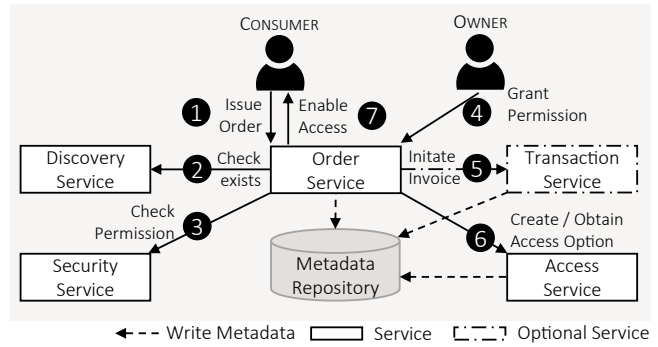 CONSUMER
OWNER
1
Issue
Order
Enable
Access
7
4
Grant
Permission
Discovery
Service
2
Check
exists
Order
Service
Initate
Invoice
5
Transaction
Service
Check
Permission
3
6
Create / Obtain
Access Option
Security
Service
Metadata
Repository
Access
Service
Write Metadata
Service
Optional Service